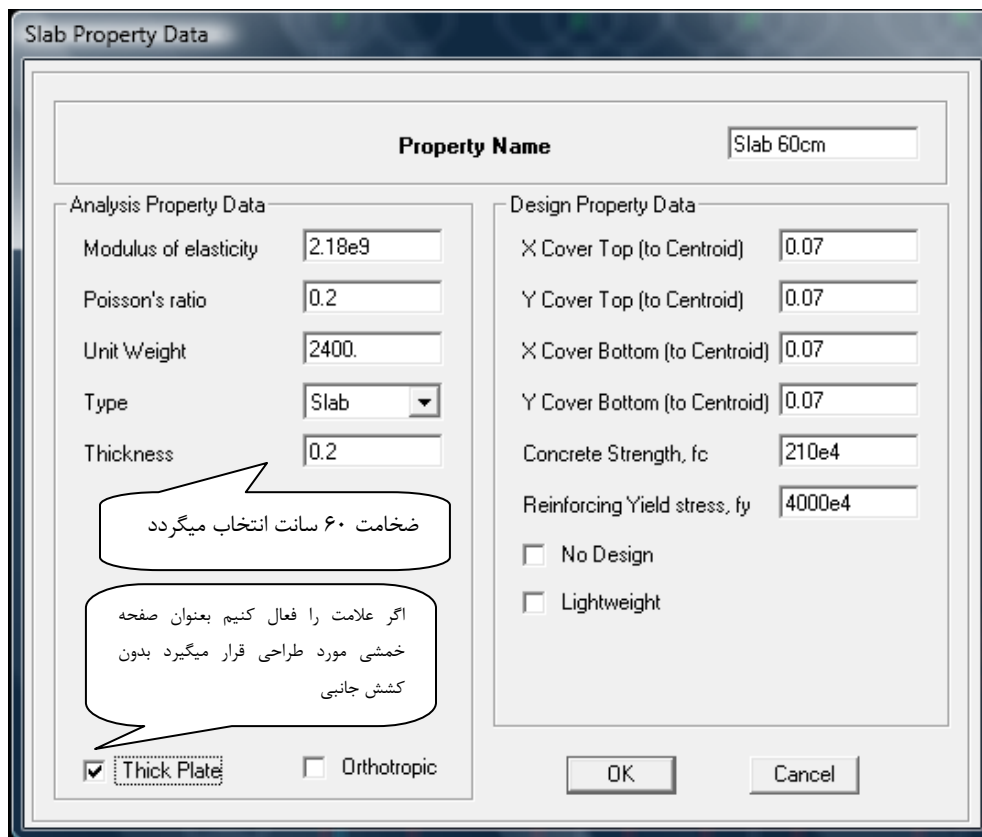 Slab Property Data
Property Name
Slab 60cm
Analysis Property Data
Modulus of elasticity 2.18e9
Poisson's ratio 0.2
Unit Weight 2400.
Type Slab
Thickness 0.2
ضخامت ۶۰ سانت انتخاب میگردد
اگر علامت را فعال کنیم بعنوان صفحه
خمشی مورد طراحی قرار میگیرد بدون
کشش جانبی
Thick Plate
Orthotropic
Design Property Data
X Cover Top (to Centroid) 0.07
Y Cover Top (to Centroid) 0.07
X Cover Bottom (to Centroid) 0.07
Y Cover Bottom (to Centroid) 0.07
Concrete Strength, fc 210e4
Reinforcing Yield stress, fy 4000e4
No Design
Lightweight
OK
Cancel